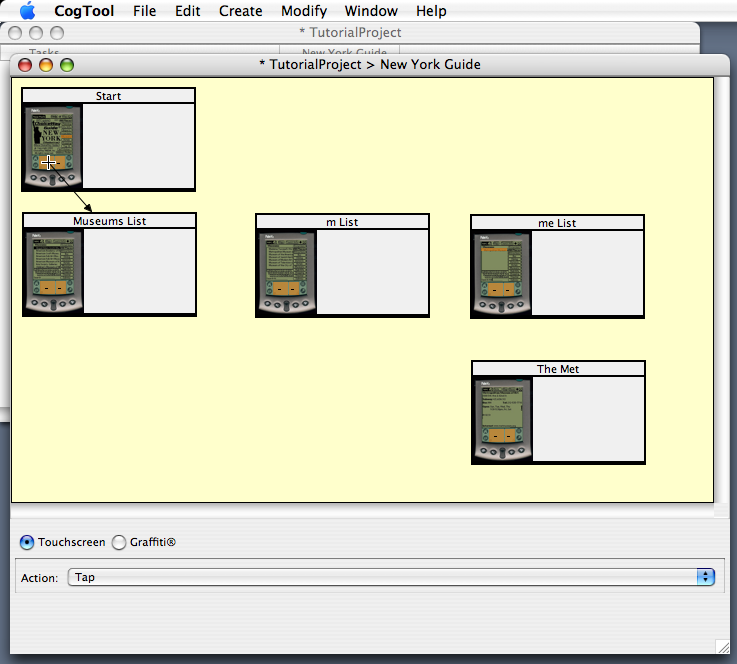 CogTool File Edit Create Modify Window Help
* TutorialProject
Tasks New York Guide
* TutorialProject > New York Guide
Start
NEW
YORK
Museums List
m List
me List
The Met
Touchscreen Graffiti®
Action: Tap